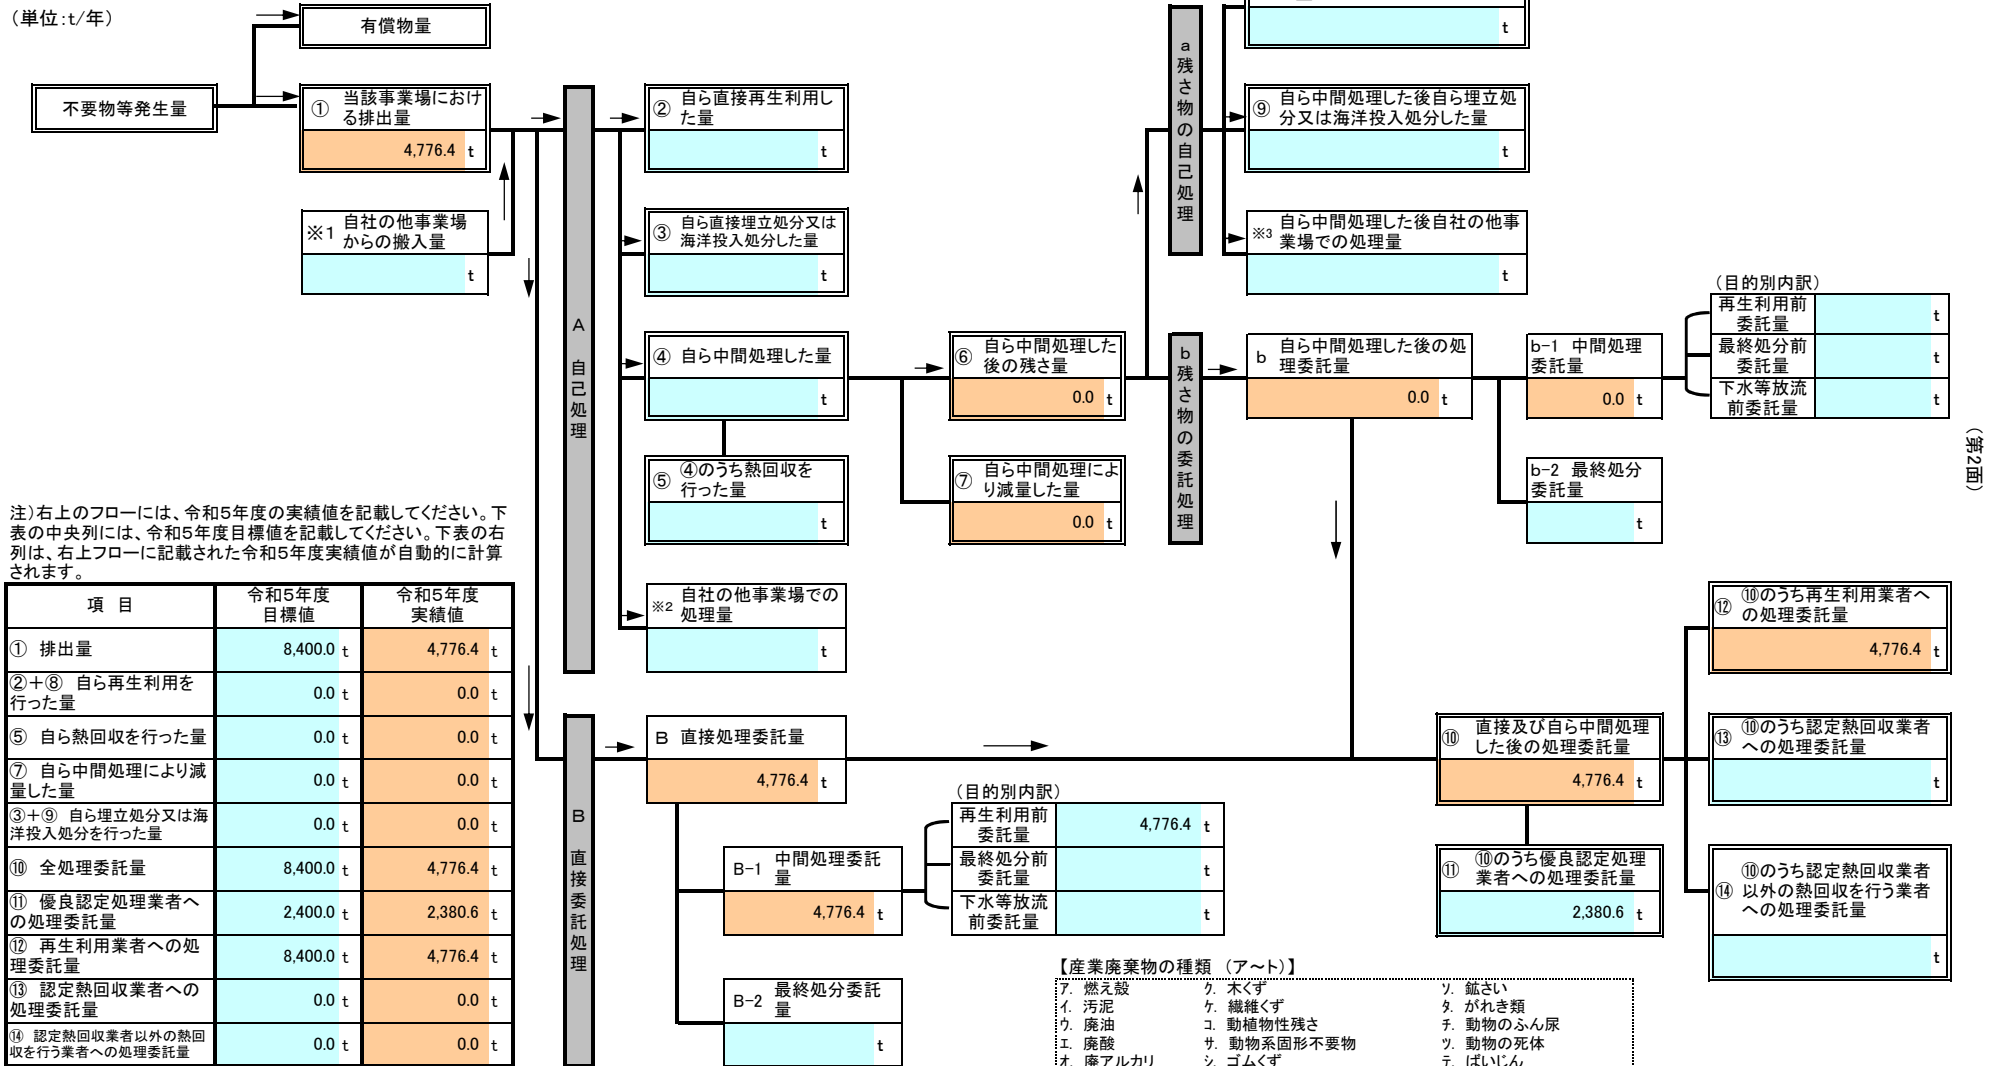 (単位:t/年)
有償物量
不要物等発生量
① 当該事業場におけ
る排出量
4,776.4 t
※1 自社の他事業場
からの搬入量
t
A 自己処理
② 自ら直接再生利用し
た量
t
③ 自ら直接埋立処分又は
海洋投入処分した量
t
④ 自ら中間処理した量
t
⑤ ④のうち熱回収を
行った量
t
※2 自社の他事業場での
処理量
t
⑥ 自ら中間処理した
後の残さ量
0.0 t
⑦ 自ら中間処理によ
り減量した量
0.0 t
a残さ物の自己処理
t
⑨ 自ら中間処理した後自ら埋立処
分又は海洋投入処分した量
t
※3 自ら中間処理した後自社の他事
業場での処理量
t
b残さ物の委託処理
b 自ら中間処理した後の処
理委託量
0.0 t
b-1 中間処理
委託量
0.0 t
b-2 最終処分
委託量
t
(目的別内訳)
再生利用前
委託量 t
最終処分前
委託量 t
下水等放流
前委託量 t
(第2面)
注)右上のフローには、令和5年度の実績値を記載してください。下
表の中央列には、令和5年度目標値を記載してください。下表の右
列は、右上フローに記載された令和5年度実績値が自動的に計算
されます。
項 目 令和5年度 目標値 令和5年度 実績値
① 排出量 8,400.0 t 4,776.4 t
②+⑧ 自ら再生利用を
行った量 0.0 t 0.0 t
⑤ 自ら熱回収を行った量 0.0 t 0.0 t
⑦ 自ら中間処理により減
量した量 0.0 t 0.0 t
③+⑨ 自ら埋立処分又は海
洋投入処分を行った量 0.0 t 0.0 t
⑩ 全処理委託量 8,400.0 t 4,776.4 t
⑪ 優良認定処理業者へ
の処理委託量 2,400.0 t 2,380.6 t
⑫ 再生利用業者への処
理委託量 8,400.0 t 4,776.4 t
⑬ 認定熱回収業者への
処理委託量 0.0 t 0.0 t
⑭ 認定熱回収業者以外の熱回
収を行う業者への処理委託量 0.0 t 0.0 t
B 直接委託処理
B 直接処理委託量
4,776.4 t
B-1 中間処理委託
量
4,776.4 t
B-2 最終処分委託
量
t
(目的別内訳)
再生利用前
委託量 4,776.4 t
最終処分前
委託量 t
下水等放流
前委託量 t
⑩ 直接及び自ら中間処理
した後の処理委託量
4,776.4 t
⑪ ⑩のうち優良認定処理
業者への処理委託量
2,380.6 t
⑫ ⑩のうち再生利用業者へ
の処理委託量
4,776.4 t
⑬ ⑩のうち認定熱回収業者
への処理委託量
t
⑭ ⑩のうち認定熱回収業者
以外の熱回収を行う業者
への処理委託量
t
【産業廃棄物の種類 (ア~ト)】
ア. 燃え殻 ク. 木くず ソ. 鉱さい
イ. 汚泥 ケ. 繊維くず タ. がれき類
ウ. 廃油 コ. 動植物性残さ チ. 動物のふん尿
エ. 廃酸 サ. 動物系固形不要物 ツ. 動物の死体
オ. 廃アルカリ シ. ゴムくず テ. ばいじん